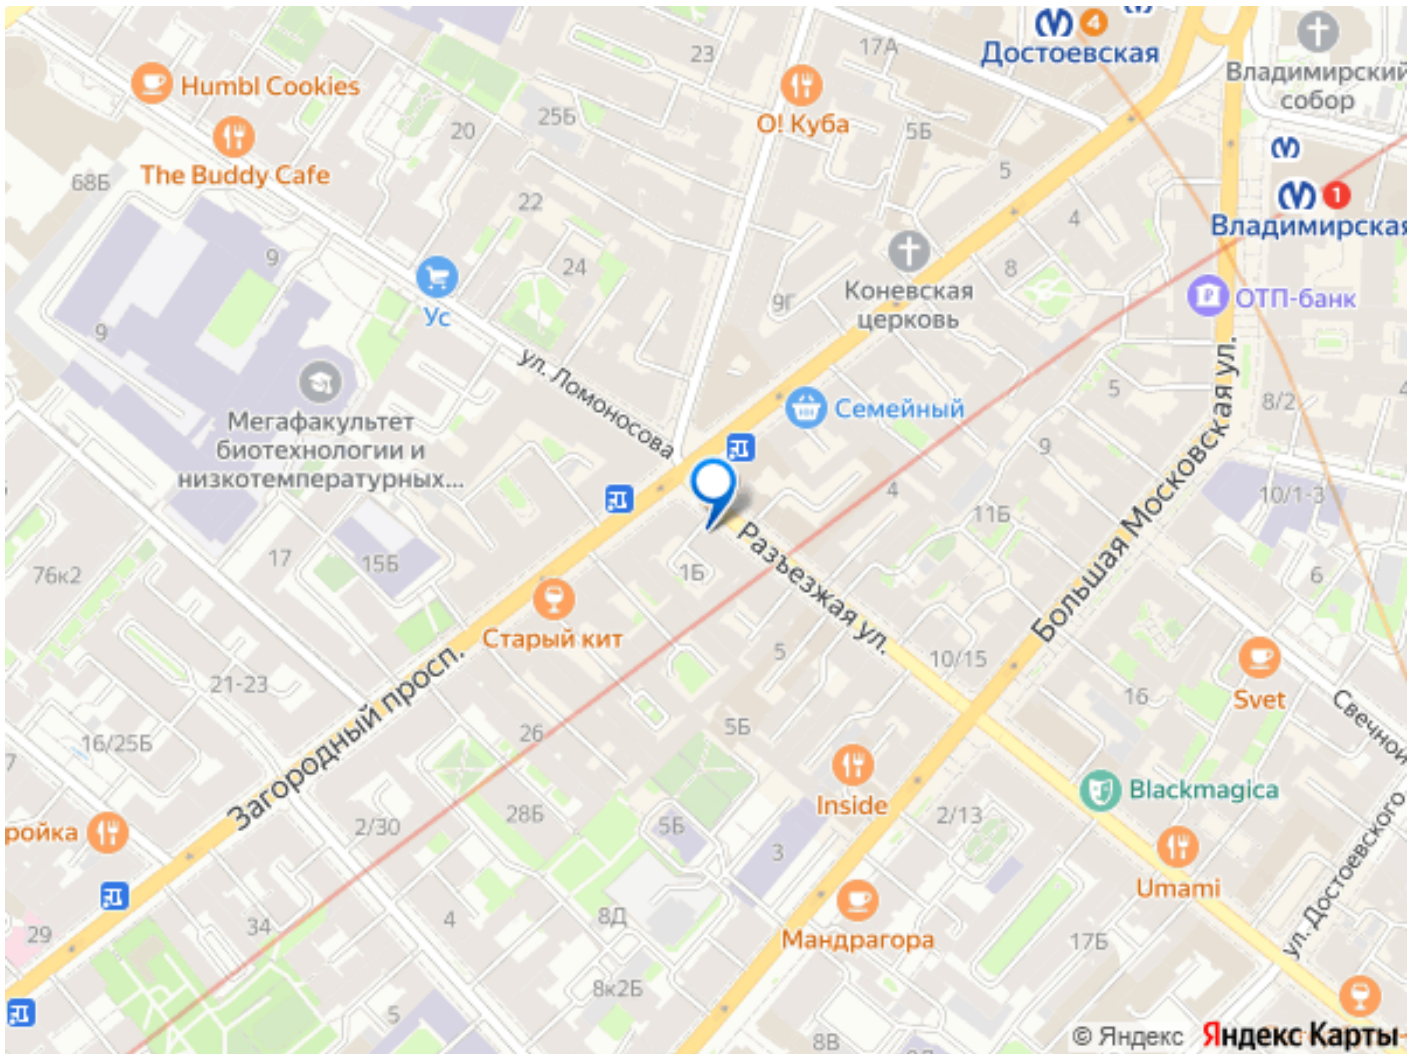 4
Достоевская
17А
23
Владимирский
собор
Humbl Cookies
О! Куба
25Б
20
5Б
The Buddy Cafe
68Б
5
1
Владимирская
22
4
24
9
8
Коневская
церковь
9Г
ОТП-банк
Ус
9
ул. Ломоносова
5
8/2
4
Семейный
Мегафакультет
биотехнологии и
низкотемпературных...
9
4
10/1-3
11Б
Большая Московская ул.
Разъезжая ул.
17
15Б
76к2
1Б
6
Старый кит
5
10/15
16
Svet
Свечной
21-23
Загородный просп.
5Б
26
16/25Б
7
Inside
Blackmagica
28Б
2/30
5Б
2/13
3
ройка
Umami
ул. Достоевского
34
4
8Д
Мандрагора
29
17Б
8к2Б
5
8В
© Яндекс Яндекс Карты